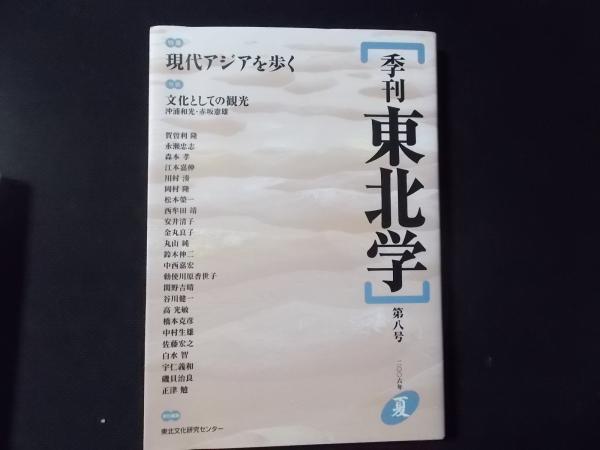 [季刊 東北学]
第八号
二〇〇六年
夏
特集
現代アジアを歩く
文化としての観光
沖浦和光・赤坂憲雄
賀曽利 隆
永瀬忠志
森本 孝
江本嘉伸
川村 湊
岡村 隆
松本榮一
西牟田 靖
安井清子
金丸良子
丸山 純
鈴木伸二
中西嘉宏
勅使川原香世子
関野吉晴
谷川健一
高 光敏
橋本克彦
中村生雄
佐藤宏之
白水 智
宇仁義和
磯貝治良
正津 勉
東北文化研究センター